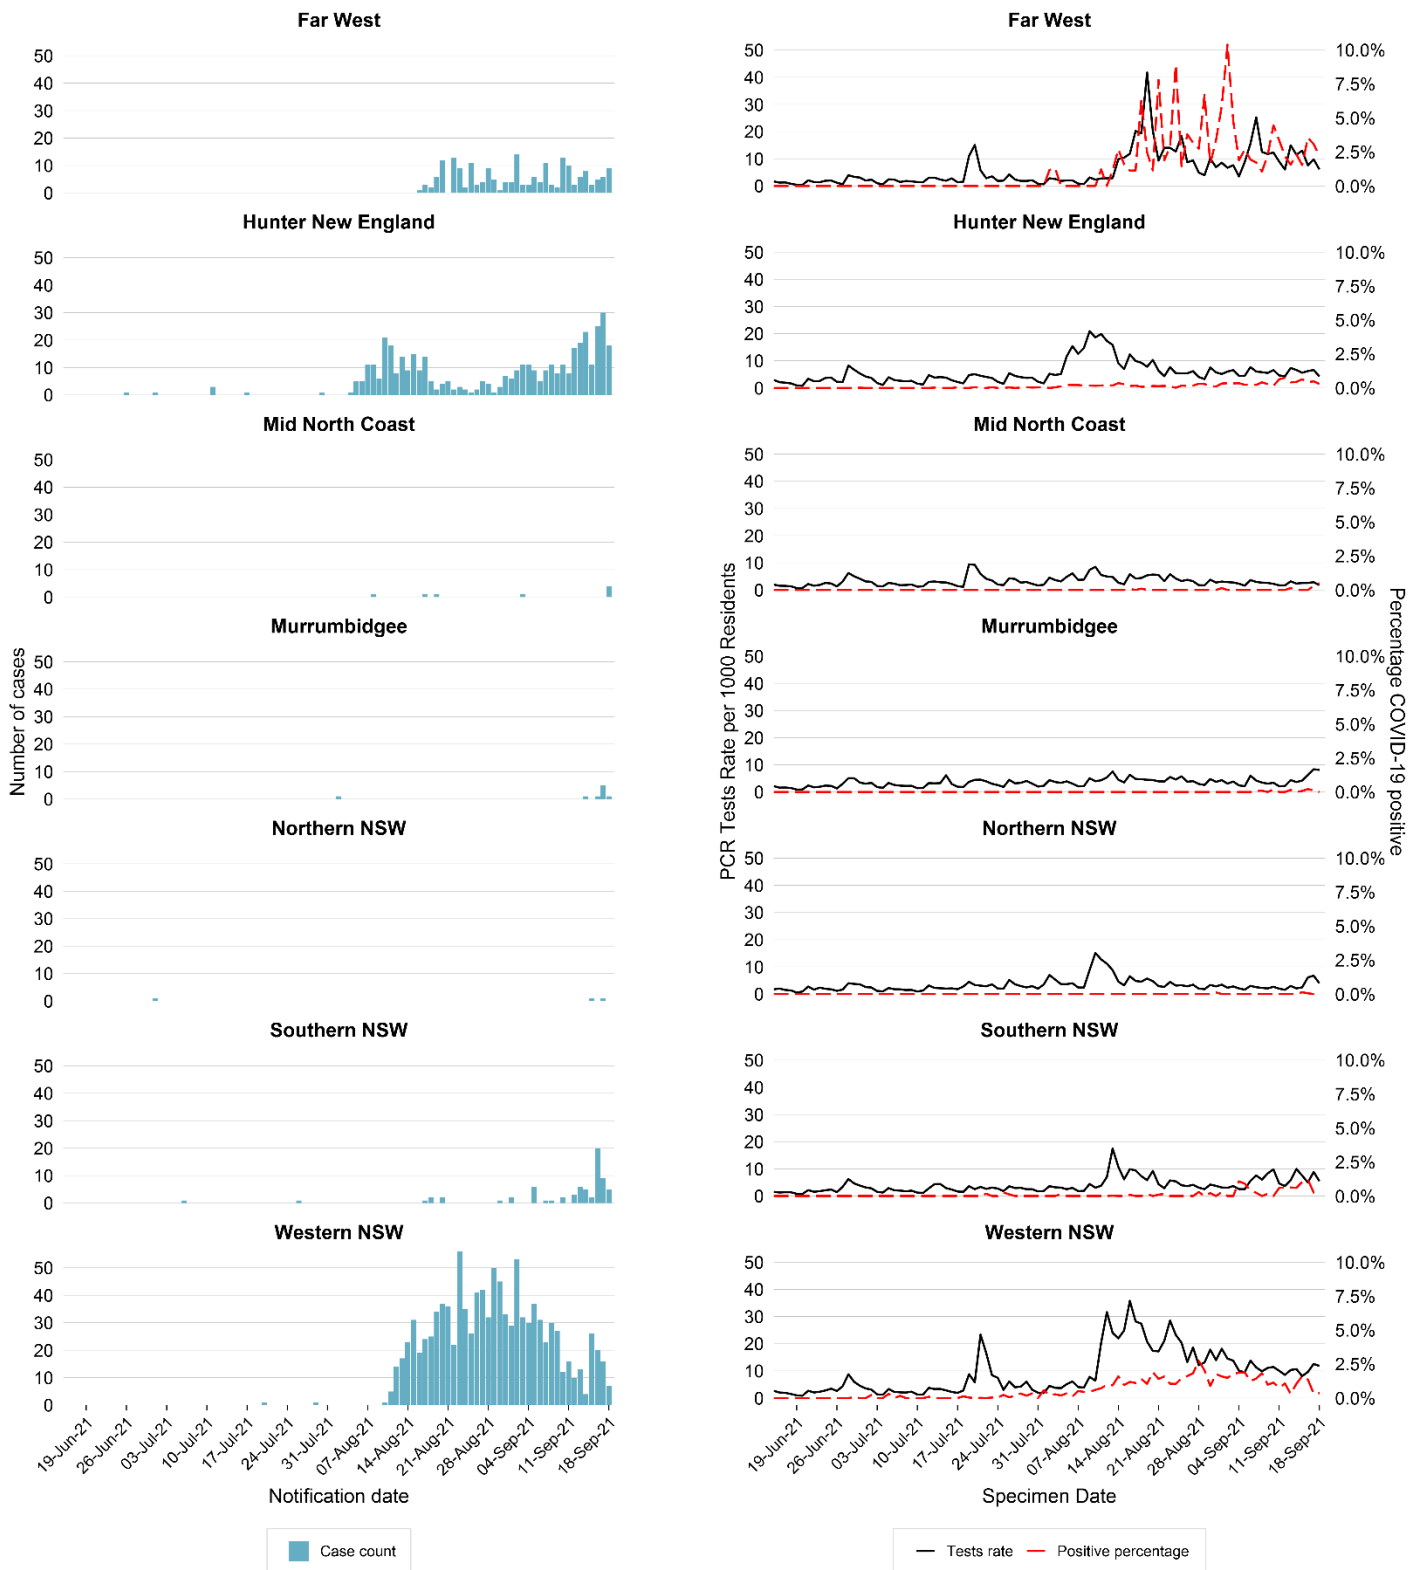 Far West
50
40
30
20
10
0
Hunter New England
50
40
30
20
10
0
Mid North Coast
50
40
30
20
10
0
Murrumbidgee
50
40
30
20
10
0
Northern NSW
50
40
30
20
10
0
Southern NSW
50
40
30
20
10
0
Western NSW
50
40
30
20
10
0
Number of cases
19-Jun-21
26-Jun-21
03-Jul-21
10-Jul-21
17-Jul-21
24-Jul-21
31-Jul-21
07-Aug-21
14-Aug-21
21-Aug-21
28-Aug-21
04-Sep-21
11-Sep-21
18-Sep-21
Notification date
Case count
Far West
50 10.0%
40 7.5%
30 5.0%
20
10 2.5%
0 0.0%
Hunter New England
50 10.0%
40 7.5%
30 5.0%
20
10 2.5%
0 0.0%
Mid North Coast
50 10.0%
40 7.5%
30 5.0%
20
10 2.5%
0 0.0%
Murrumbidgee
50 10.0%
40 7.5%
30 5.0%
20
10 2.5%
0 0.0%
Northern NSW
50 10.0%
40 7.5%
30 5.0%
20
10 2.5%
0 0.0%
Southern NSW
50 10.0%
40 7.5%
30 5.0%
20
10 2.5%
0 0.0%
Western NSW
50 10.0%
40 7.5%
30 5.0%
20
10 2.5%
0 0.0%
PCR Tests Rate per 1000 Residents
Percentage COVID-19 positive
19-Jun-21
26-Jun-21
03-Jul-21
10-Jul-21
17-Jul-21
24-Jul-21
31-Jul-21
07-Aug-21
14-Aug-21
21-Aug-21
28-Aug-21
04-Sep-21
11-Sep-21
18-Sep-21
Specimen Date
Tests rate Positive percentage